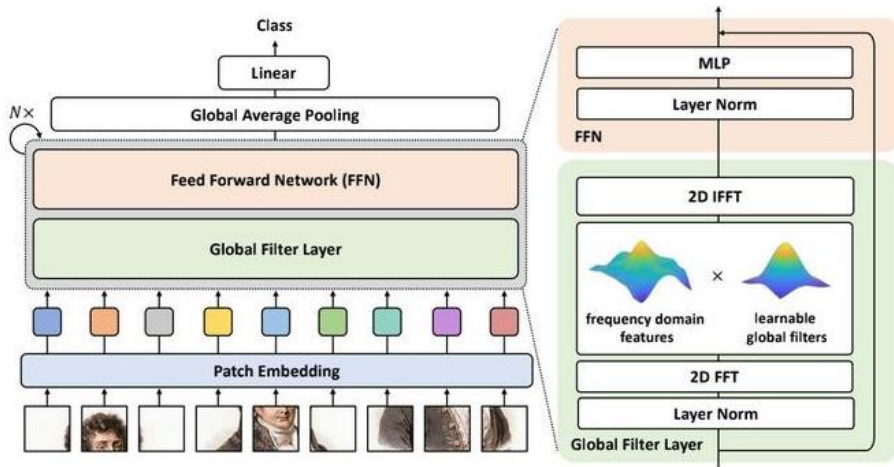 Class
Linear
N×
Global Average Pooling
Feed Forward Network (FFN)
Global Filter Layer
Patch Embedding
MLP
Layer Norm
FFN
2D IFFT
×
frequency domain
features
learnable
global filters
2D FFT
Layer Norm
Global Filter Layer